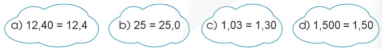 a) 12,40 = 12,4 b) 25 = 25,0 c) 1,03 = 1,30 d) 1,500 = 1,50